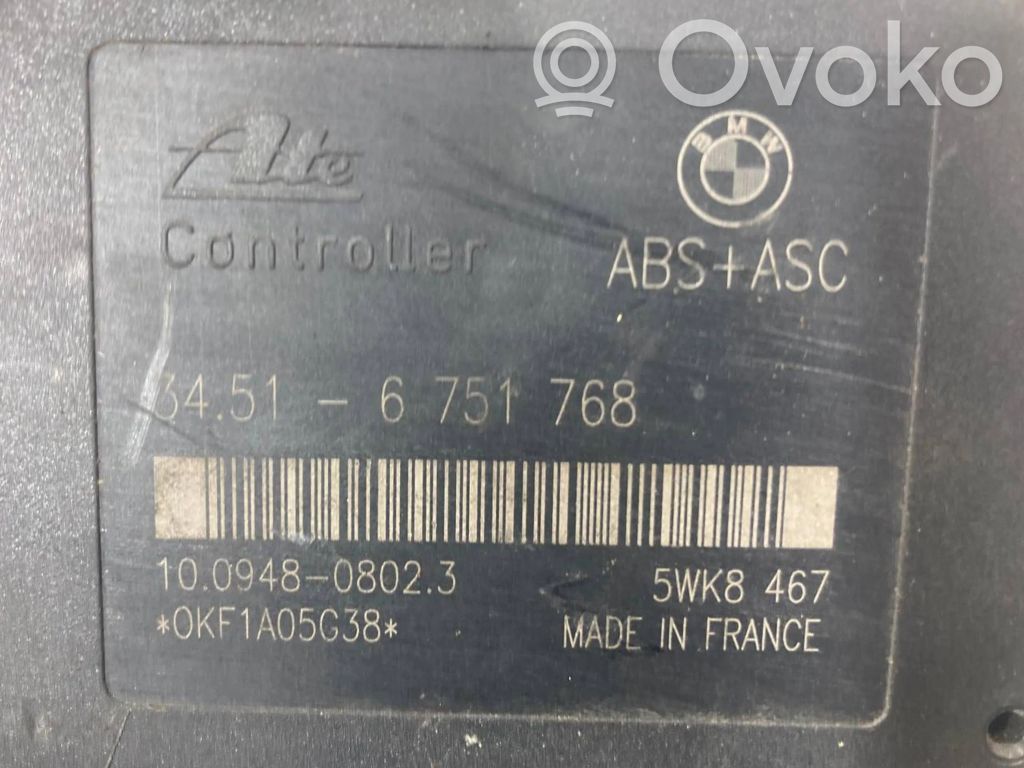 Ovoko
BMW
Ate
Controller
ABS+ASC
34.51 - 6 751 768
10.0948-0802.3
5WK8 467
*0KF1A05G38*
MADE IN FRANCE